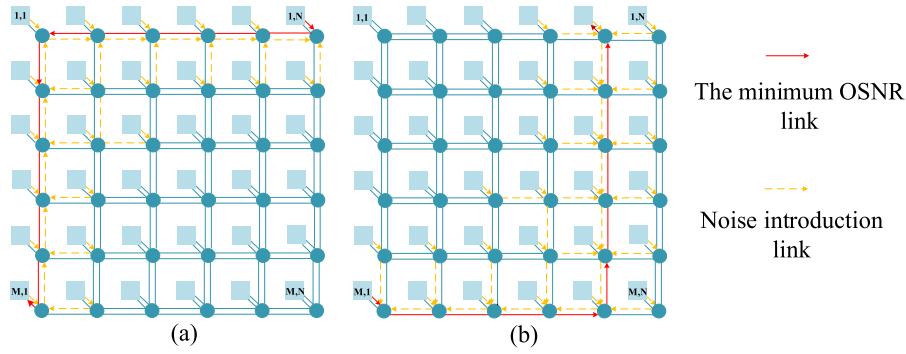 1,1
1,N
M,1
M,N
(a)
1,1
1,N
M,1
M,N
(b)
The minimum OSNR
link
Noise introduction
link